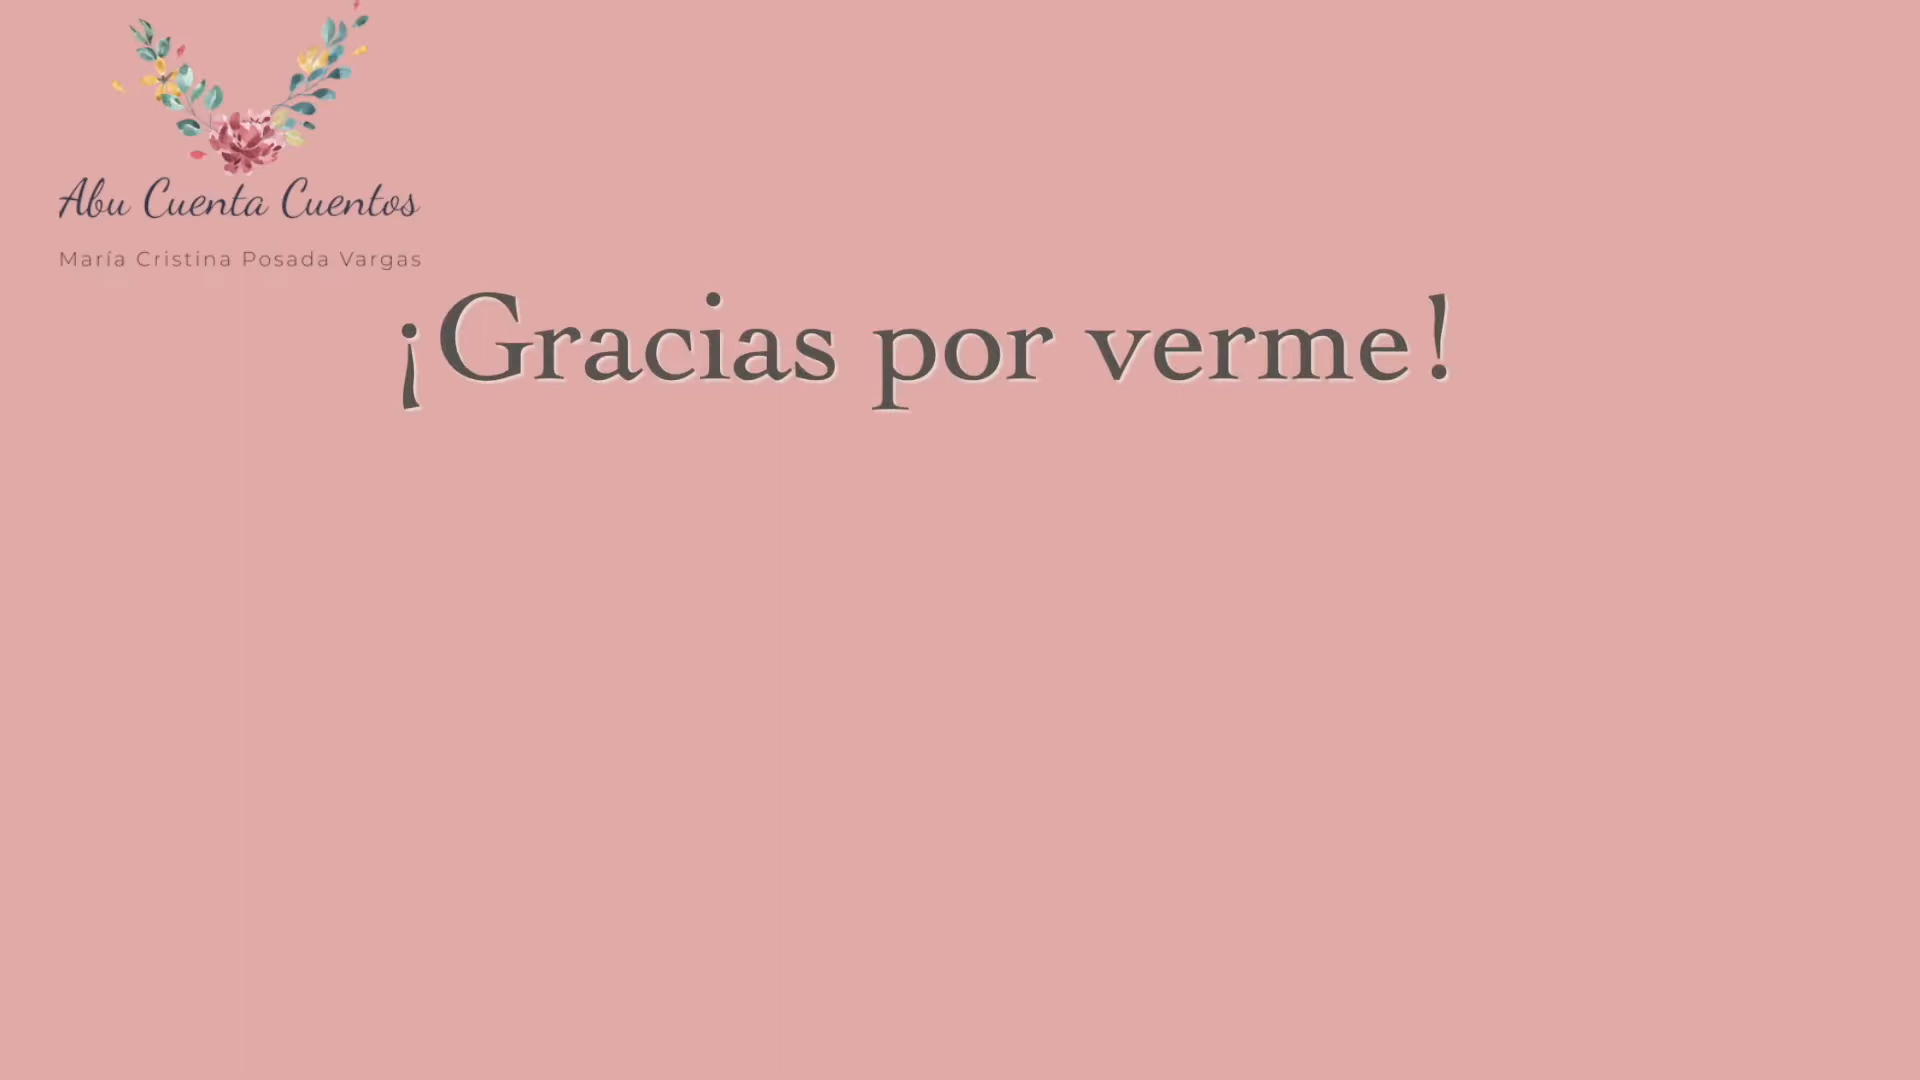 Abu Cuenta Cuentos
María Cristina Posada Vargas
¡Gracias por verme!